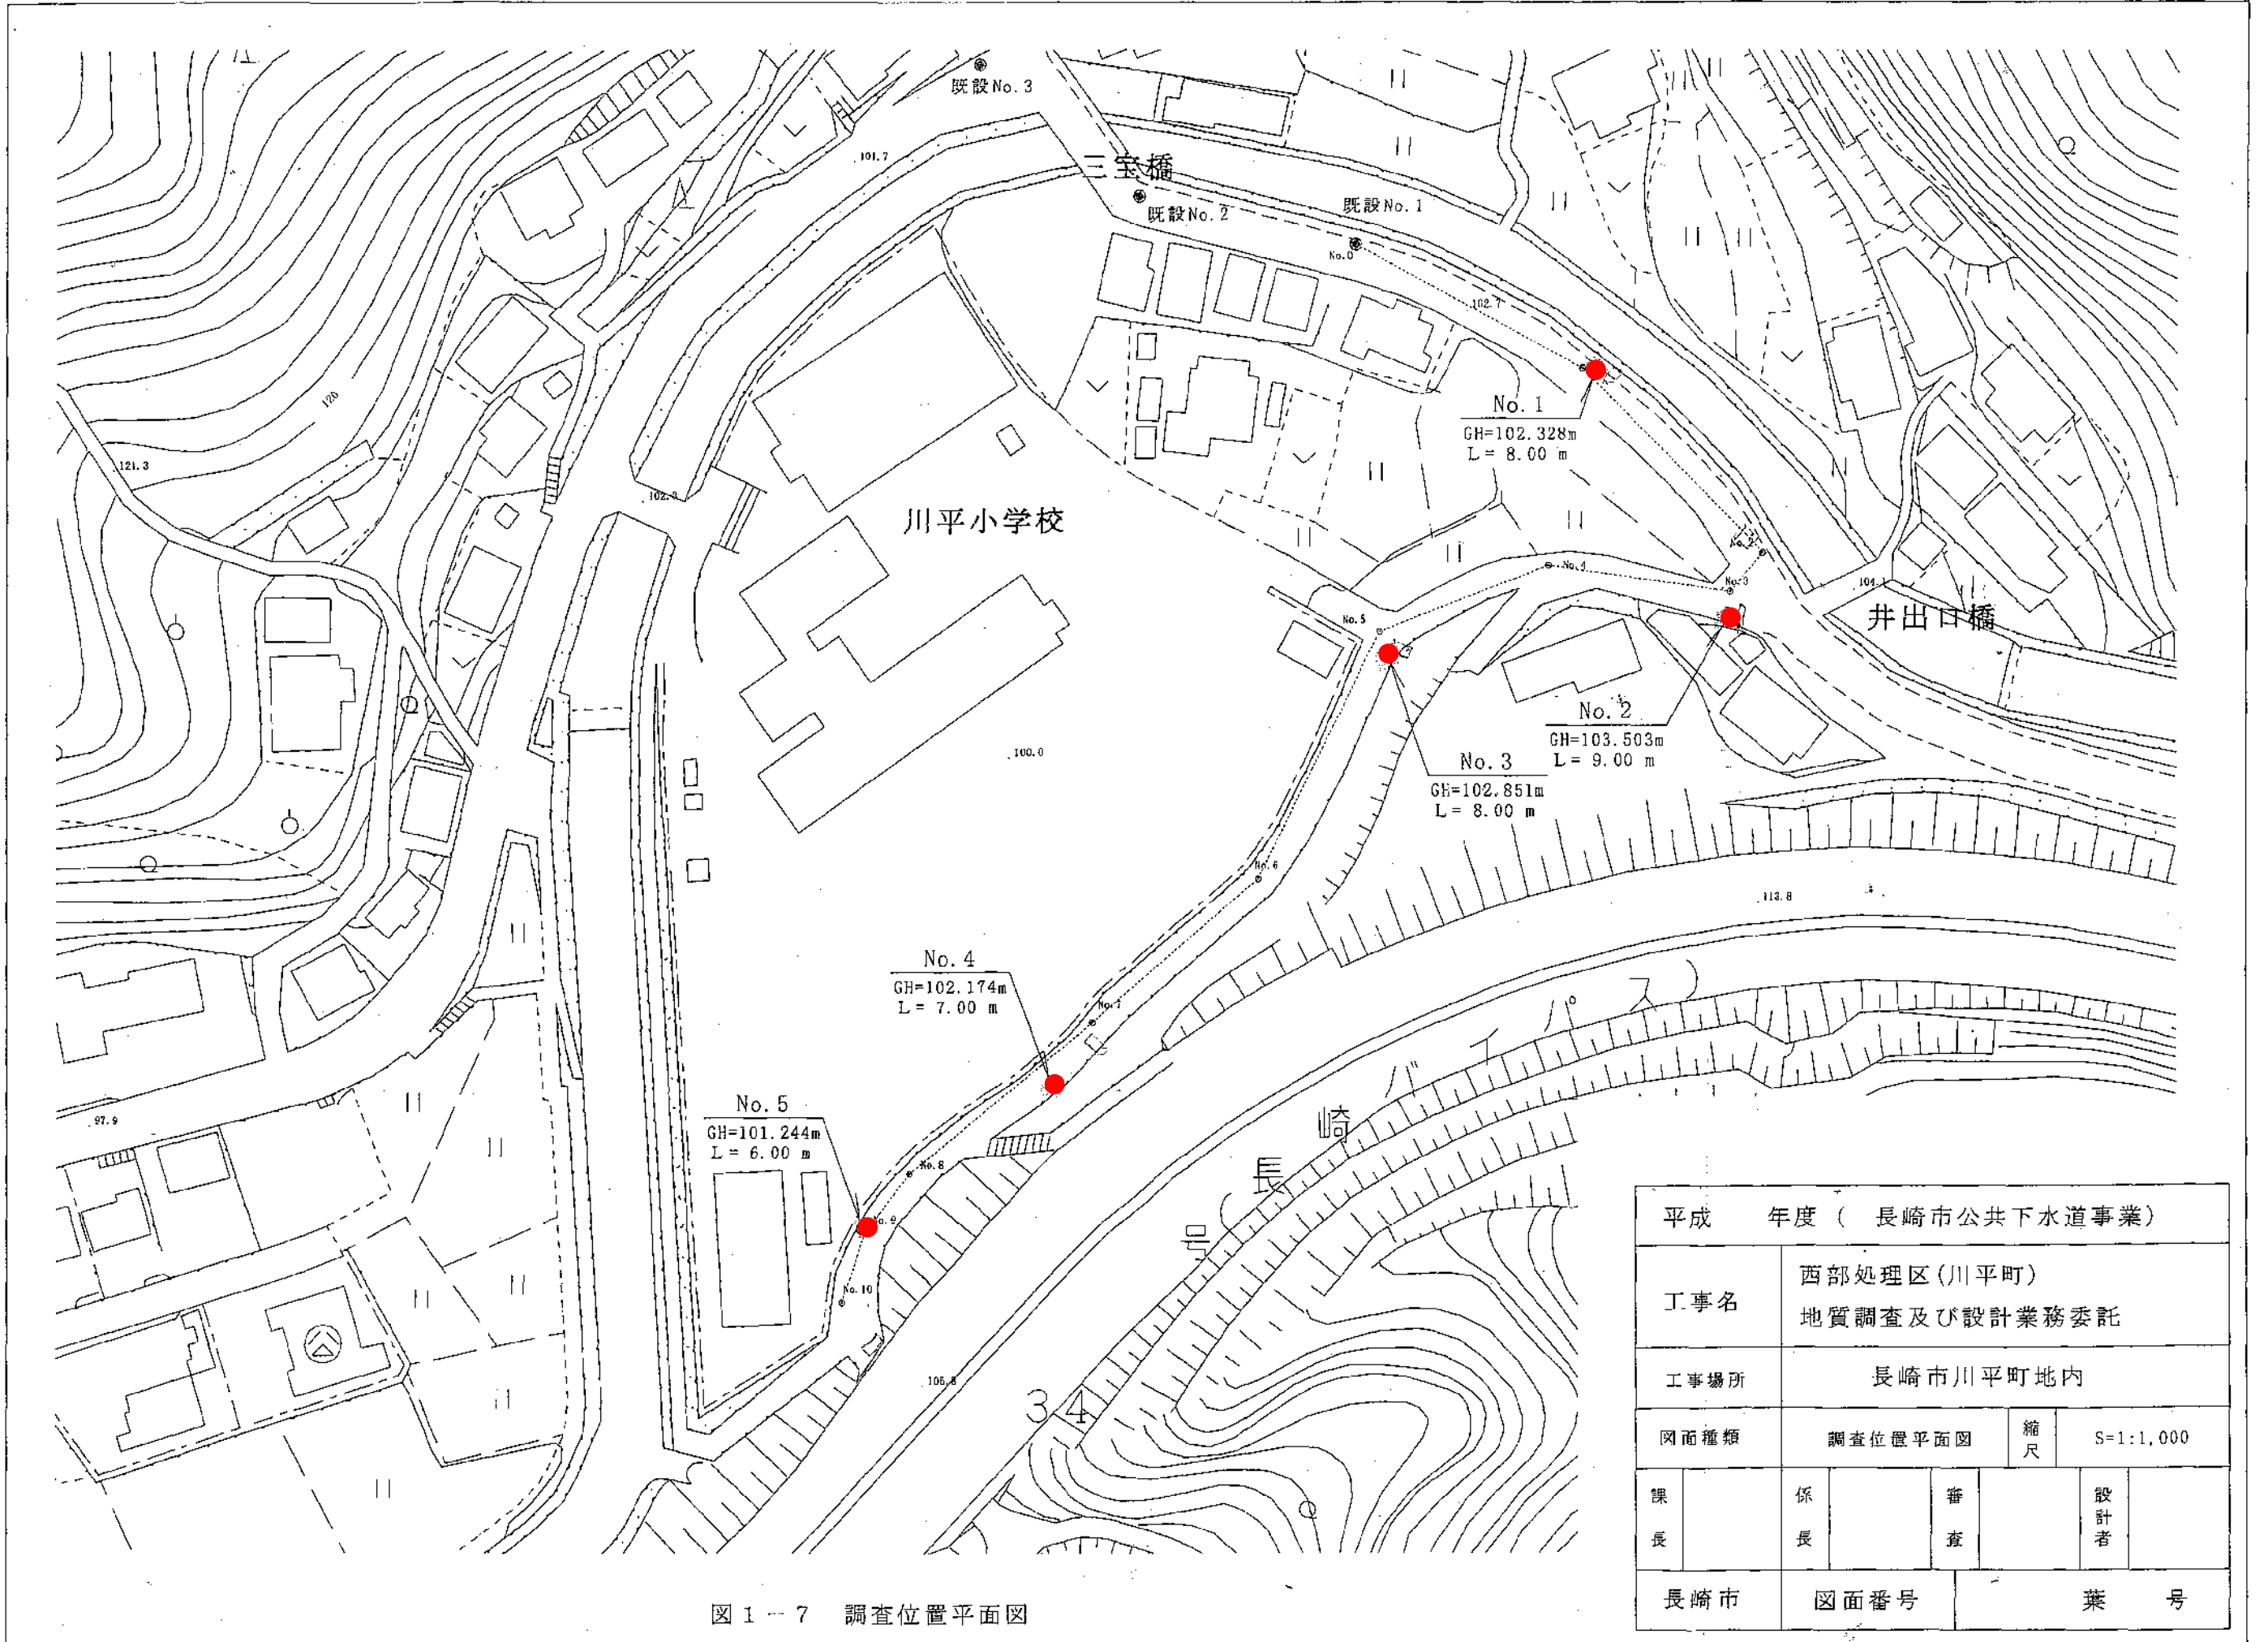 既設No. 3
101.7
三宝橋
既設No. 2
既設No. 1
No.0
102.7
No. 1
GH=102.328m
L = 8.00 m
120
121.3
川平小学校
No.2
No.4
No.3
104.1
井出口橋
No.5
No. 2
GH=103.503m
L = 9.00 m
100.0
No. 3
GH=102.851m
L = 8.00 m
No.6
113.8
No. 4
GH=102.174m
L = 7.00 m
No.7
97.9
No. 5
GH=101.244m
L = 6.00 m
No.8
No.10
34号(長崎バイパス)
平成 年度 ( 長崎市公共下水道事業)
工事名
西部処理区(川平町)
地質調査及び設計業務委託
工事場所
長崎市川平町地内
図面種類
調査位置平面図
縮尺
S=1:1,000
課長
係長
審査
設計者
長崎市
図面番号
葉 号
図1-7 調査位置平面図